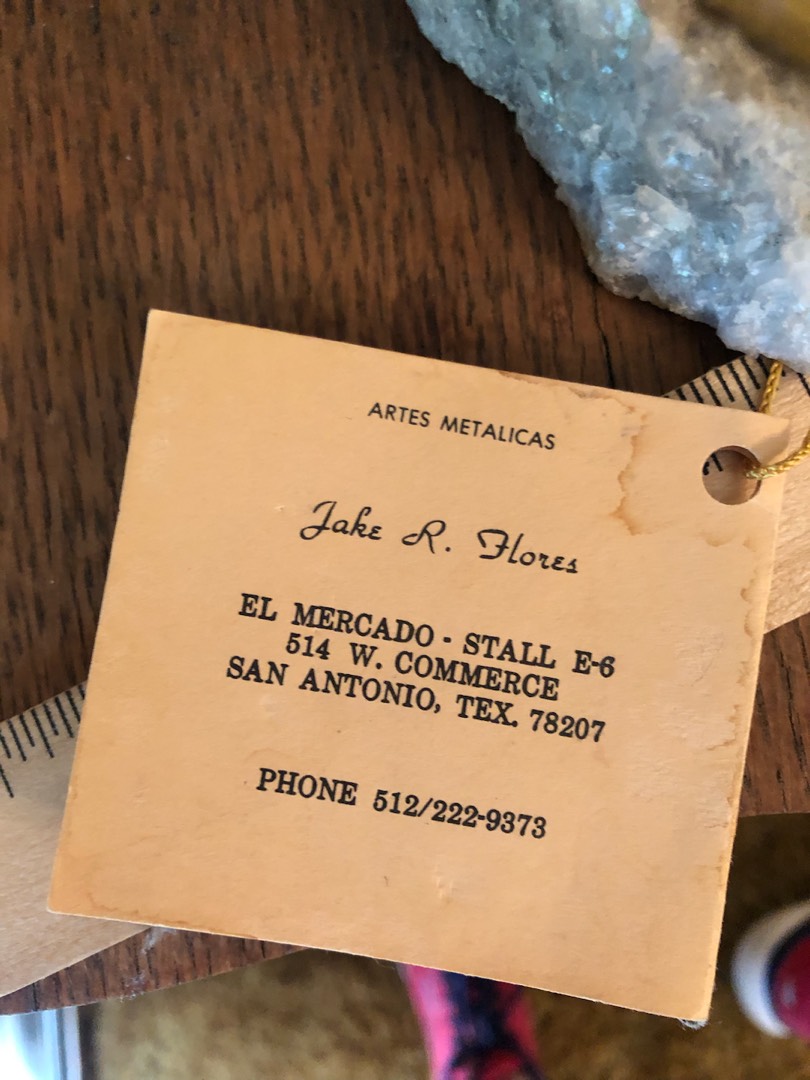 ARTES METALICAS
Jake R. Flores
EL MERCADO - STALL E-6
514 W. COMMERCE
SAN ANTONIO, TEX. 78207
PHONE 512/222-9373